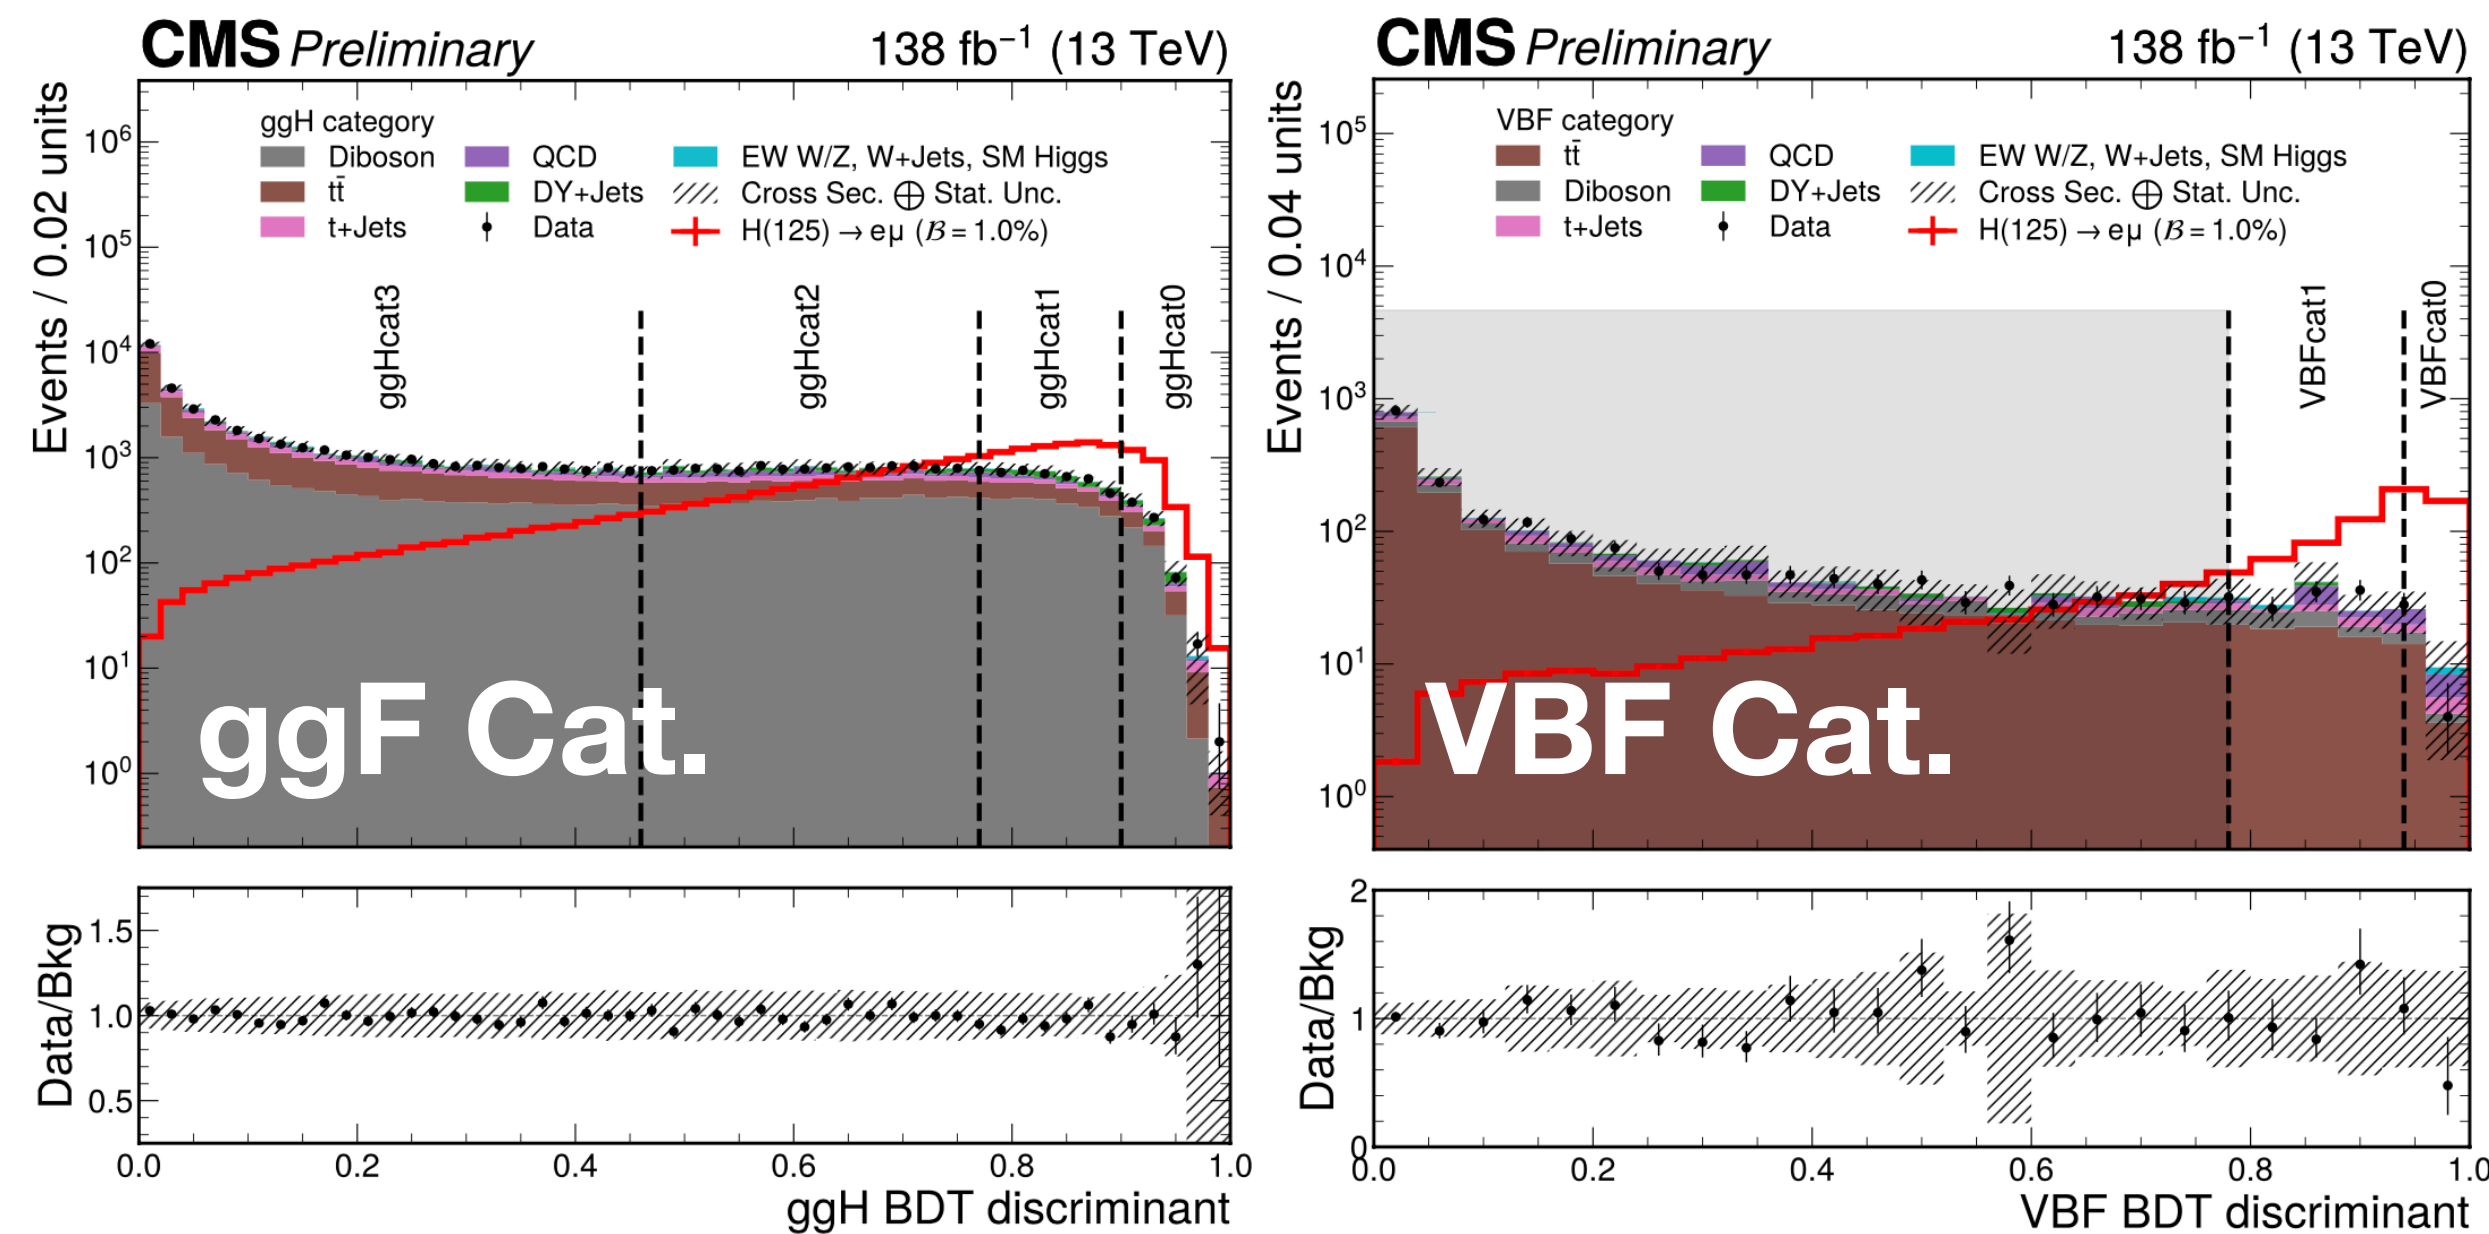 CMS Preliminary 138 fb⁻¹ (13 TeV)
Events / 0.02 units
10⁶
10⁵
10⁴
10³
10²
10¹
10⁰
ggH category
Diboson QCD EW W/Z, W+Jets, SM Higgs
tt̄ DY+Jets Cross Sec. ⊕ Stat. Unc.
t+Jets Data H(125) → eμ (ℬ = 1.0%)
ggHcat3 ggHcat2 ggHcat1 ggHcat0
ggF Cat.
Data/Bkg
1.5
1.0
0.5
0.0 0.2 0.4 0.6 0.8 1.0
ggH BDT discriminant
CMS Preliminary 138 fb⁻¹ (13 TeV)
Events / 0.04 units
10⁵
10⁴
10³
10²
10¹
10⁰
VBF category
tt̄ QCD EW W/Z, W+Jets, SM Higgs
Diboson DY+Jets Cross Sec. ⊕ Stat. Unc.
t+Jets Data H(125) → eμ (ℬ = 1.0%)
VBFcat1 VBFcat0
VBF Cat.
Data/Bkg
2
1
0
0.0 0.2 0.4 0.6 0.8 1.0
VBF BDT discriminant